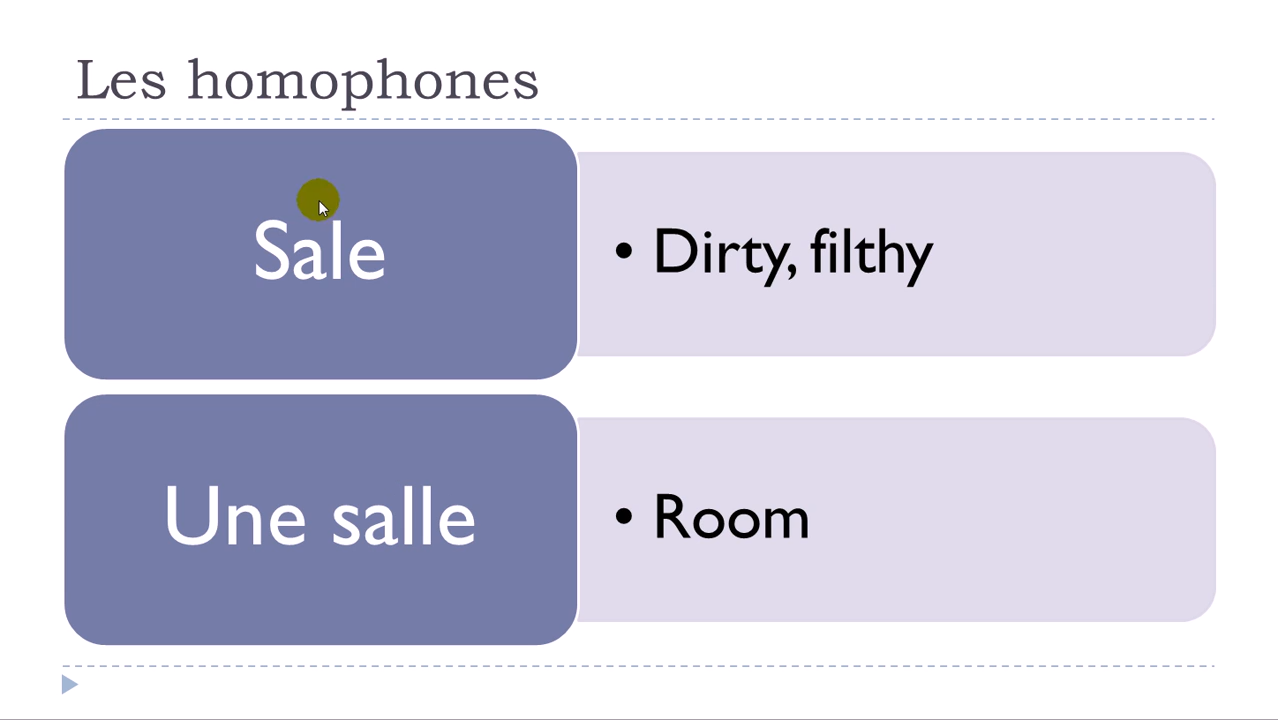 Les homophones
Sale
• Dirty, filthy
Une salle
• Room